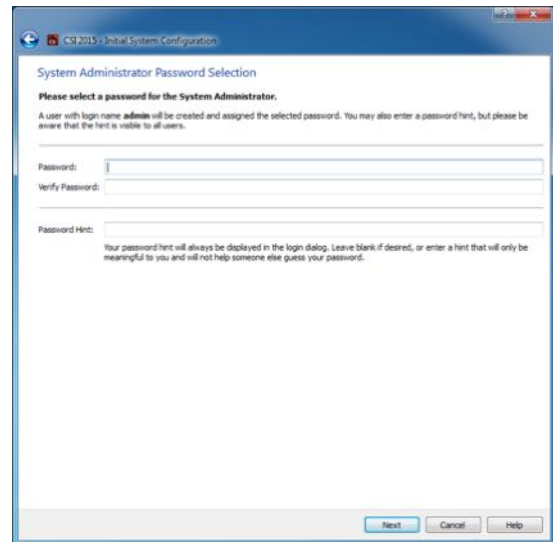 CSI 2015 - Initial System Configuration
System Administrator Password Selection
Please select a password for the System Administrator.
A user with login name admin will be created and assigned the selected password. You may also enter a password hint, but please be
aware that the hint is visible to all users.
Password:
Verify Password:
Password Hint:
Your password hint will always be displayed in the login dialog. Leave blank if desired, or enter a hint that will only be
meaningful to you and will not help someone else guess your password.
Next Cancel Help